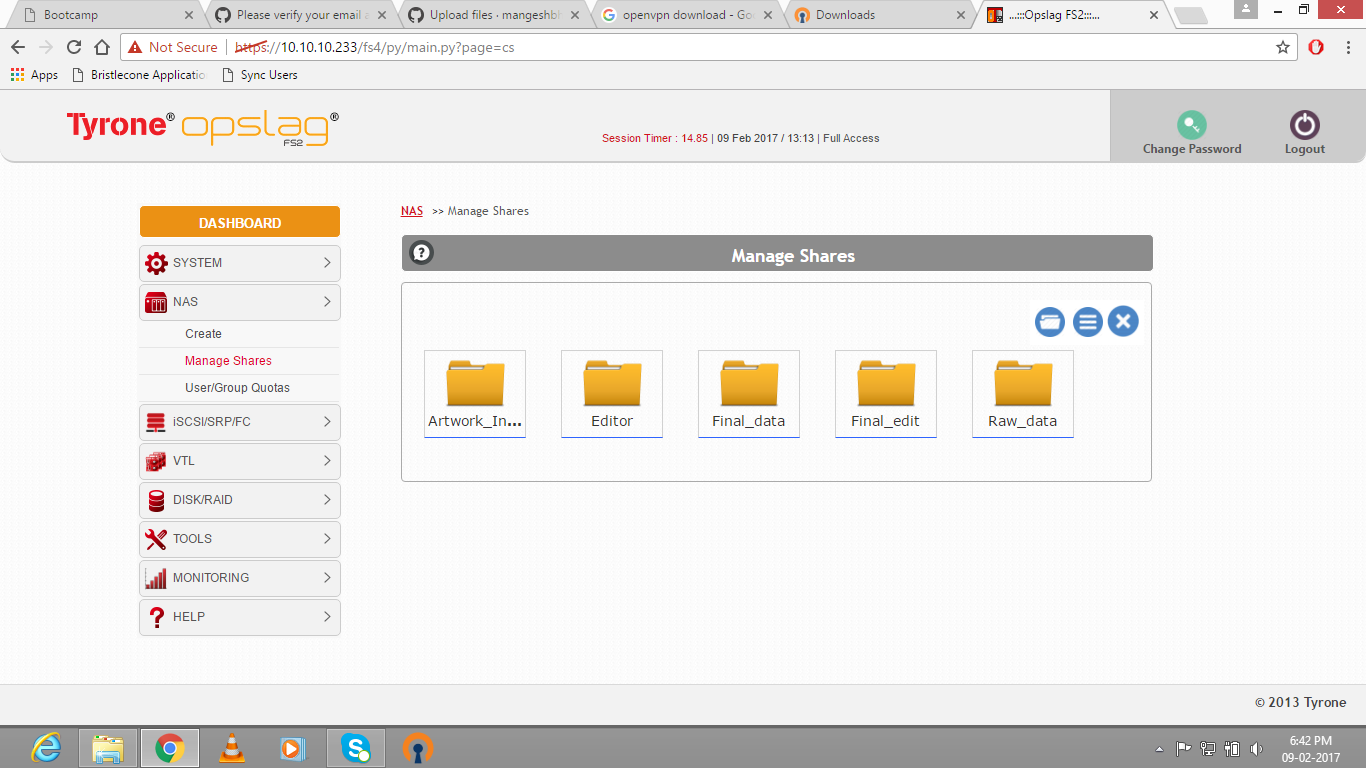 Bootcamp
Please verify your email a
Upload files · mangeshbh
openvpn download - Goo
Downloads
...:::Opslag FS2:::...
Not Secure
https://10.10.10.233/fs4/py/main.py?page=cs
Apps
Bristlecone Applicatio
Sync Users
Tyrone® opslag®
FS2
Session Timer : 14.85 | 09 Feb 2017 / 13:13 | Full Access
Change Password
Logout
DASHBOARD
SYSTEM
NAS
Create
Manage Shares
User/Group Quotas
iSCSI/SRP/FC
VTL
DISK/RAID
TOOLS
MONITORING
HELP
NAS >> Manage Shares
Manage Shares
Artwork_In...
Editor
Final_data
Final_edit
Raw_data
© 2013 Tyrone
6:42 PM
09-02-2017